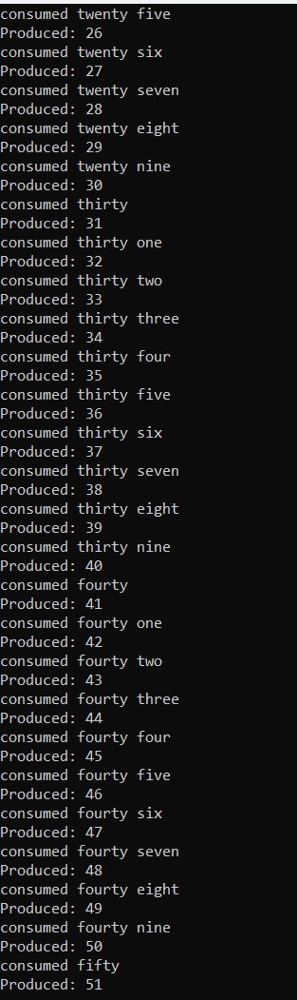 consumed twenty five
Produced: 26
consumed twenty six
Produced: 27
consumed twenty seven
Produced: 28
consumed twenty eight
Produced: 29
consumed twenty nine
Produced: 30
consumed thirty
Produced: 31
consumed thirty one
Produced: 32
consumed thirty two
Produced: 33
consumed thirty three
Produced: 34
consumed thirty four
Produced: 35
consumed thirty five
Produced: 36
consumed thirty six
Produced: 37
consumed thirty seven
Produced: 38
consumed thirty eight
Produced: 39
consumed thirty nine
Produced: 40
consumed fourty
Produced: 41
consumed fourty one
Produced: 42
consumed fourty two
Produced: 43
consumed fourty three
Produced: 44
consumed fourty four
Produced: 45
consumed fourty five
Produced: 46
consumed fourty six
Produced: 47
consumed fourty seven
Produced: 48
consumed fourty eight
Produced: 49
consumed fourty nine
Produced: 50
consumed fifty
Produced: 51